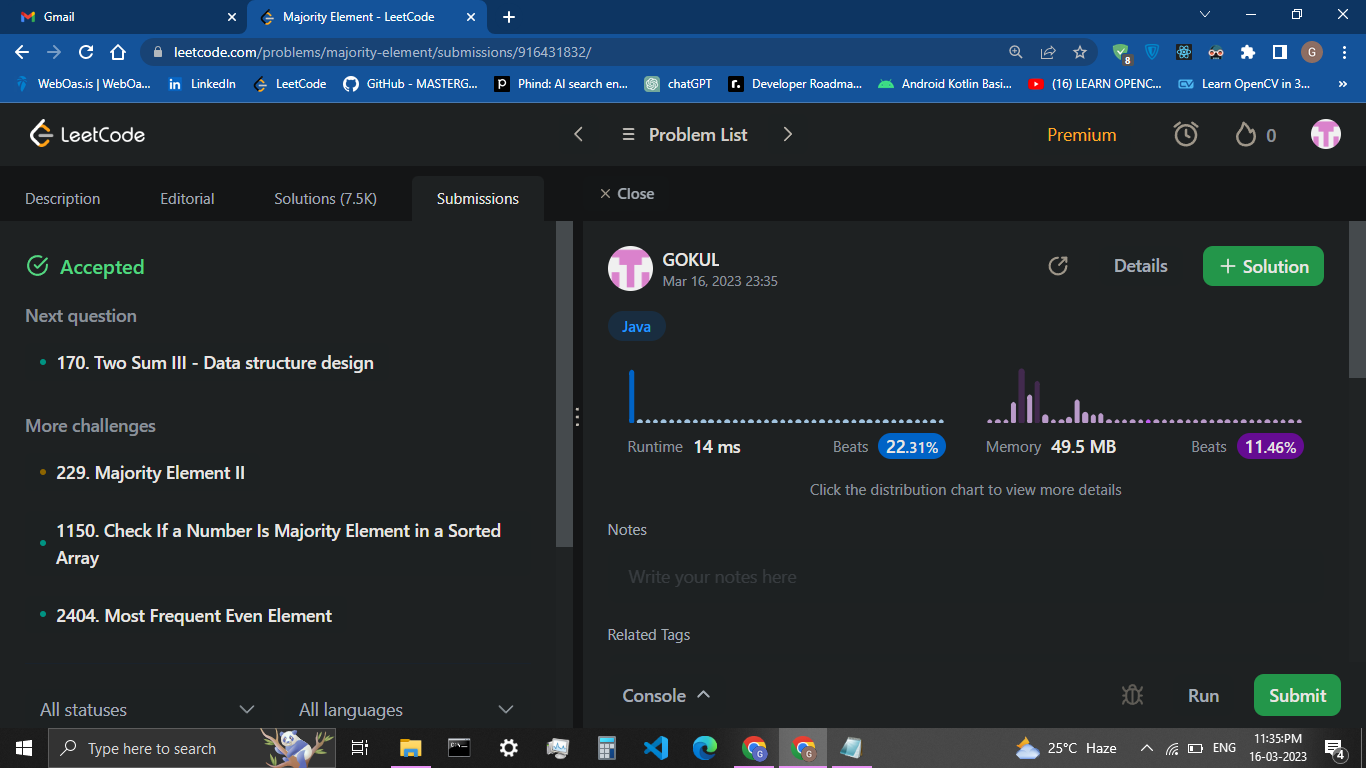 Gmail
Majority Element - LeetCode
leetcode.com/problems/majority-element/submissions/916431832/
8
G
WebOas.is | WebOa...
LinkedIn
LeetCode
GitHub - MASTERG...
Phind: AI search en...
chatGPT
Developer Roadma...
Android Kotlin Basi...
(16) LEARN OPENC...
Learn OpenCV in 3...
»
LeetCode
Problem List
Premium
0
Description
Editorial
Solutions (7.5K)
Submissions
Close
Accepted
Next question
170. Two Sum III - Data structure design
More challenges
229. Majority Element II
1150. Check If a Number Is Majority Element in a Sorted
Array
2404. Most Frequent Even Element
All statuses
All languages
GOKUL
Mar 16, 2023 23:35
Details
+ Solution
Java
Runtime 14 ms
Beats 22.31%
Memory 49.5 MB
Beats 11.46%
Click the distribution chart to view more details
Notes
Write your notes here
Related Tags
Console
Run
Submit
Type here to search
25°C Haze
ENG
11:35:PM
16-03-2023
4